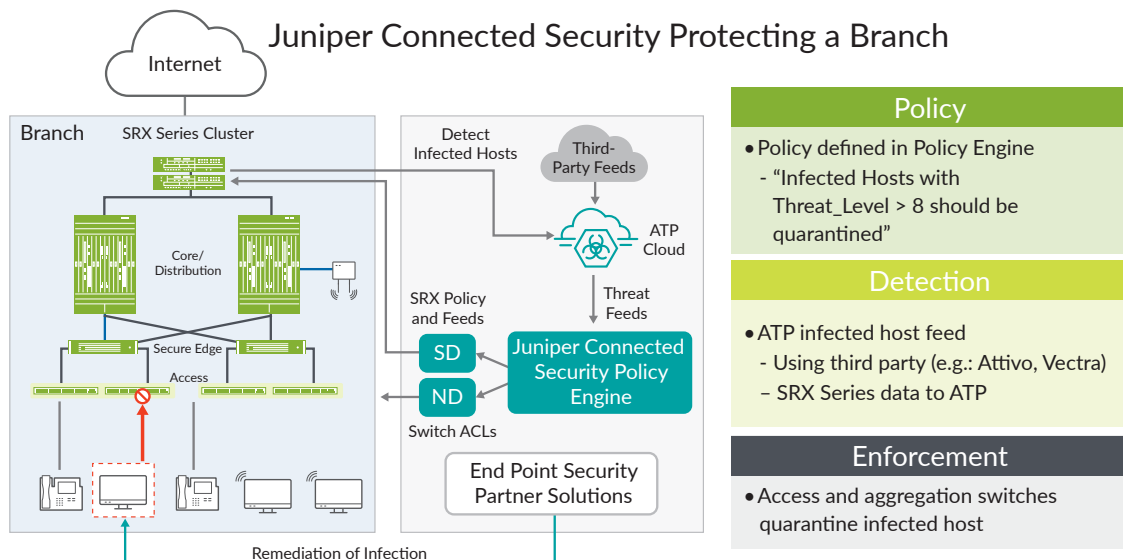 Juniper Connected Security Protecting a Branch
Internet
Branch
SRX Series Cluster
Core/
Distribution
Secure Edge
Access
Detect
Infected Hosts
Third-
Party Feeds
ATP
Cloud
Threat
Feeds
SRX Policy
and Feeds
SD
ND
Switch ACLs
Juniper Connected
Security Policy
Engine
End Point Security
Partner Solutions
Remediation of Infection
Policy
• Policy defined in Policy Engine
- “Infected Hosts with
Threat_Level > 8 should be
quarantined”
Detection
• ATP infected host feed
- Using third party (e.g.: Attivo, Vectra)
– SRX Series data to ATP
Enforcement
• Access and aggregation switches
quarantine infected host